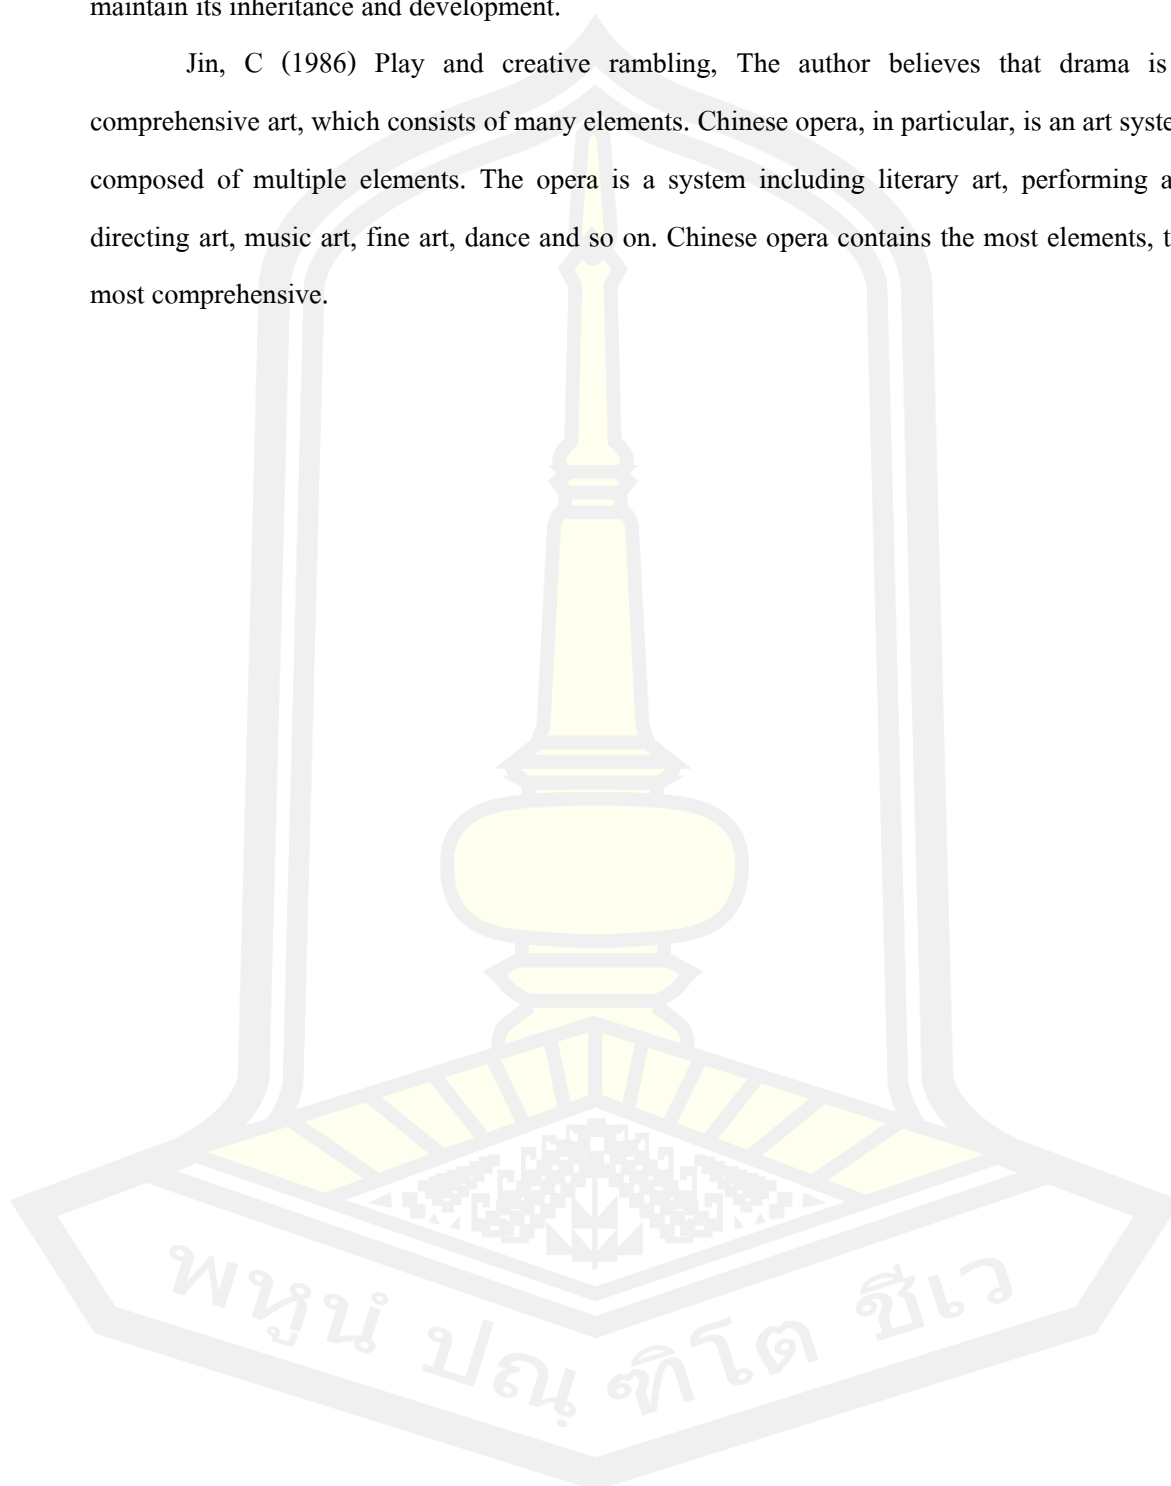 maintain its inheritance and development.
Jin, C (1986) Play and creative rambling, The author believes that drama is
comprehensive art, which consists of many elements. Chinese opera, in particular, is an art
composed of multiple elements. The opera is a system including literary art, performing
directing art, music art, fine art, dance and so on. Chinese opera contains the most elements,
most comprehensive.
พหูนํ ปณฺฑิโต ชีเว